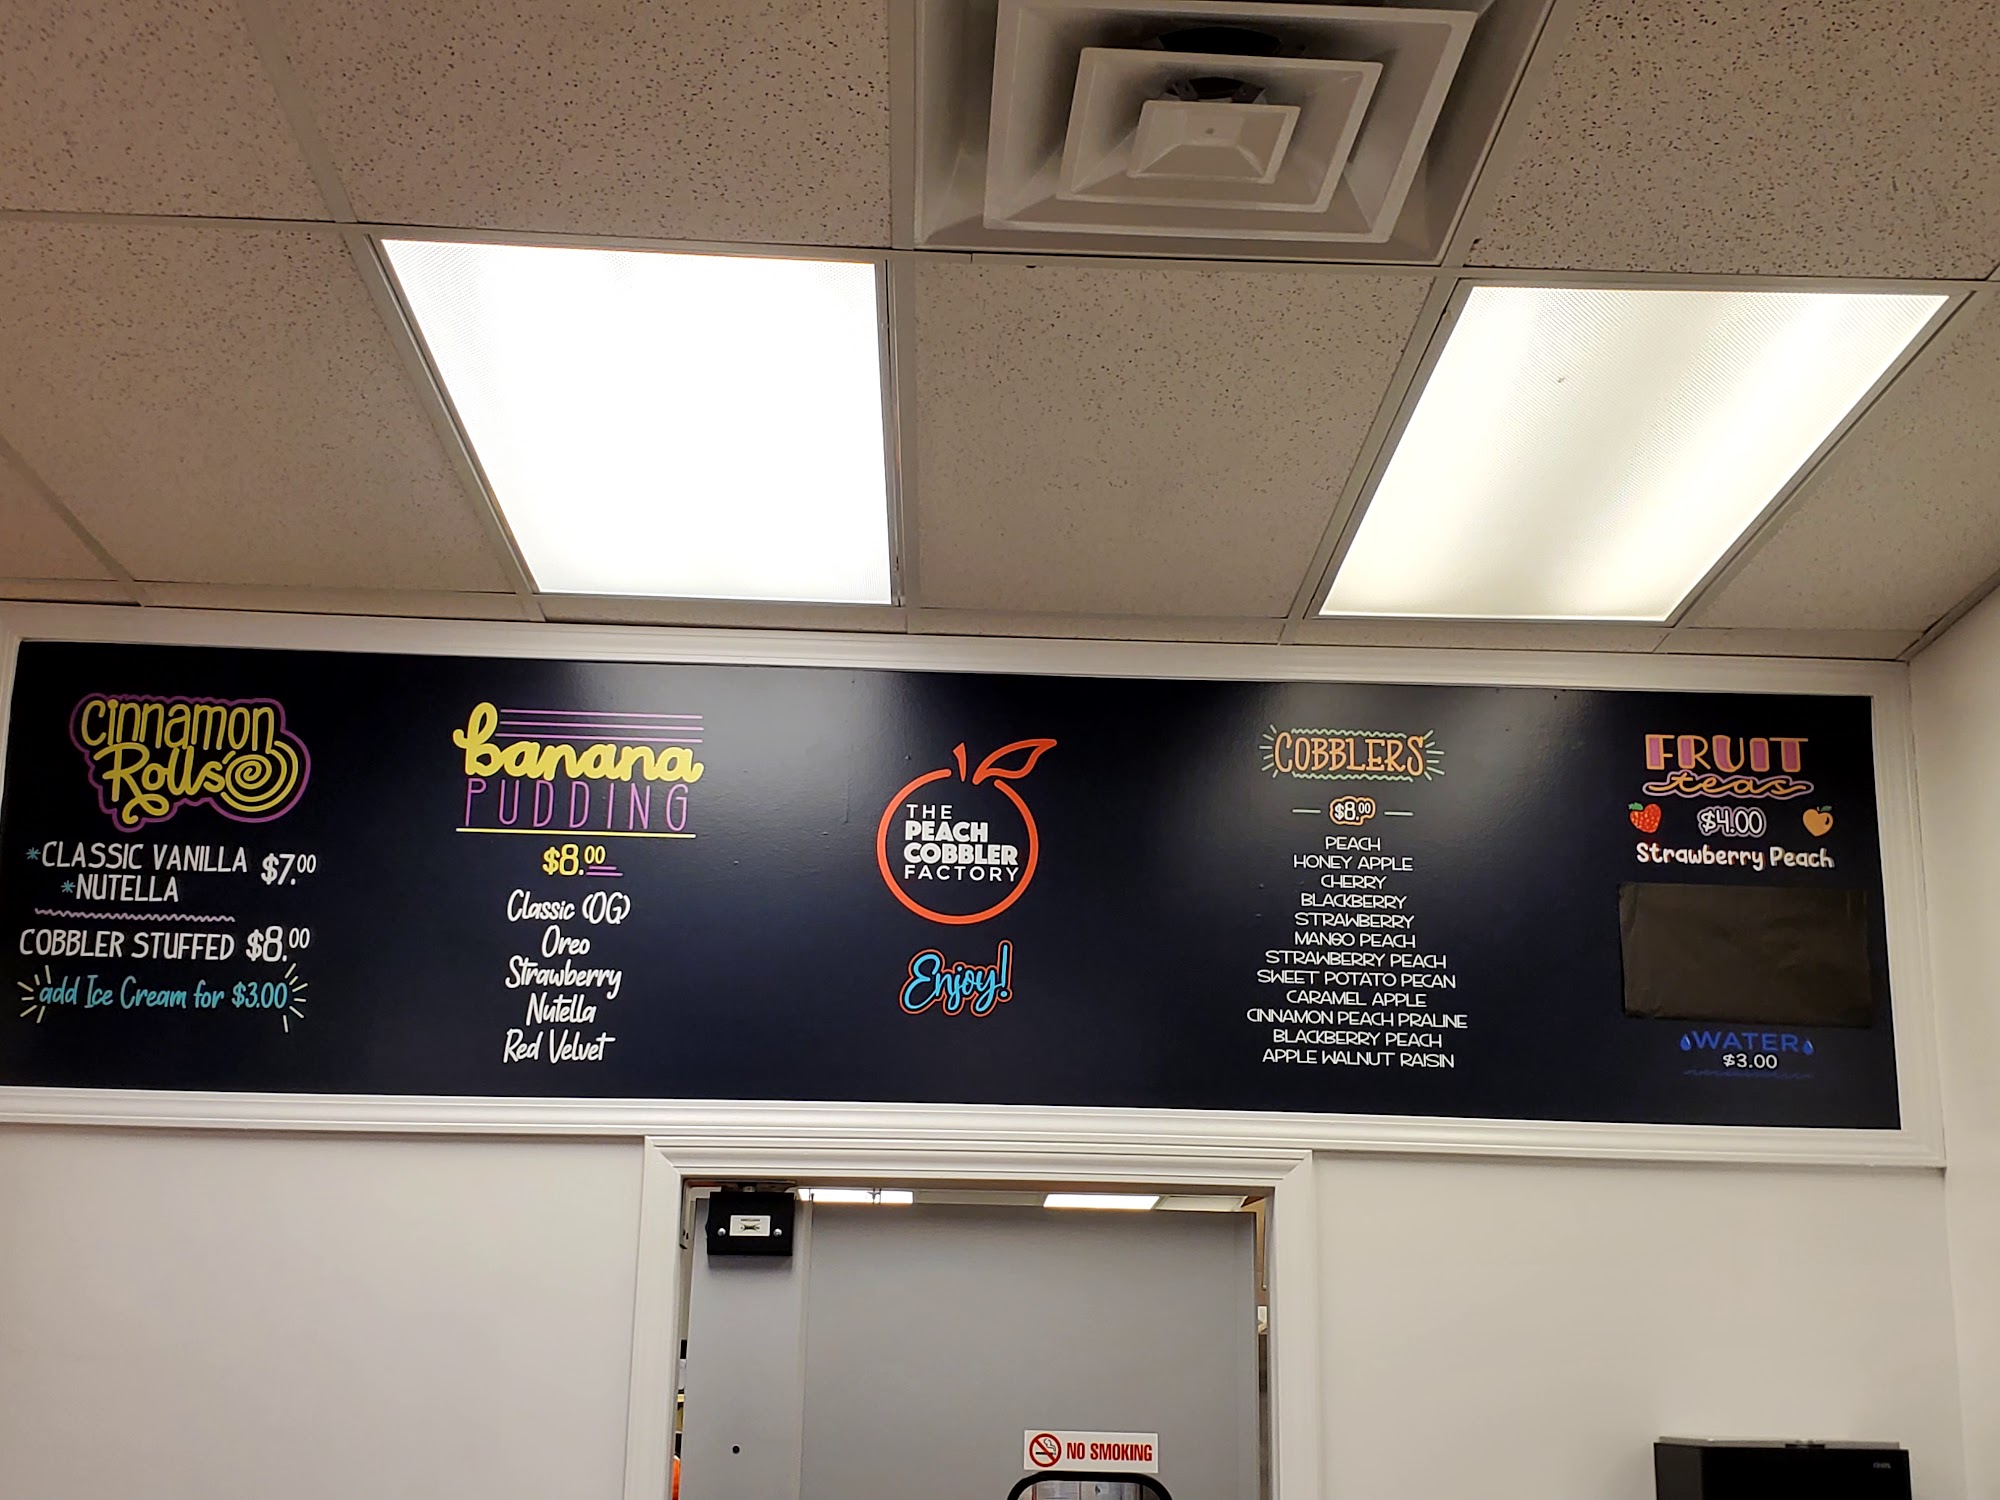 Cinnamon
Rolls
*CLASSIC VANILLA $7.00
*NUTELLA
COBBLER STUFFED $8.00
add Ice Cream for $3.00
banana
PUDDING
$8.00
Classic (OG)
Oreo
Strawberry
Nutella
Red Velvet
THE
PEACH
COBBLER
FACTORY
Enjoy!
COBBLERS
$8.00
PEACH
HONEY APPLE
CHERRY
BLACKBERRY
STRAWBERRY
MANGO PEACH
STRAWBERRY PEACH
SWEET POTATO PECAN
CARAMEL APPLE
CINNAMON PEACH PRALINE
BLACKBERRY PEACH
APPLE WALNUT RAISIN
FRUIT
teas
$4.00
Strawberry Peach
WATER
$3.00
NO SMOKING